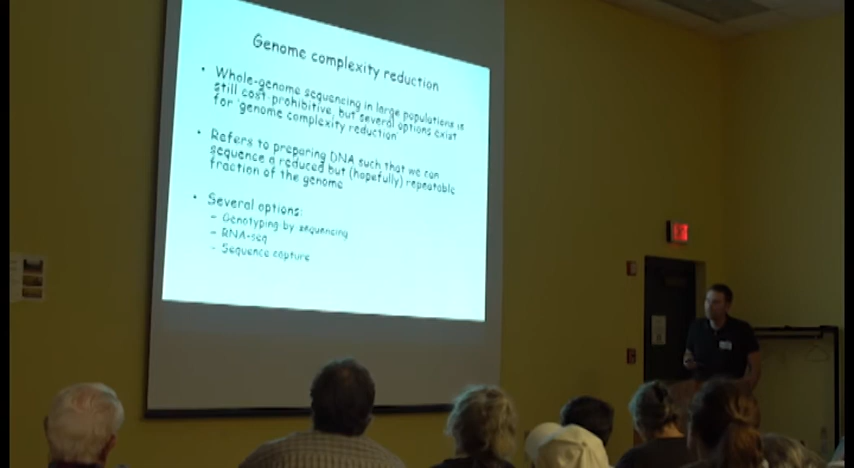 Genome complexity reduction
• Whole-genome sequencing in large populations is
still cost-prohibitive, but several options exist
for 'genome complexity reduction'
• Refers to preparing DNA such that we can
sequence a reduced but (hopefully) repeatable
fraction of the genome
• Several options:
– Genotyping by sequencing
– RNA-seq
– Sequence capture